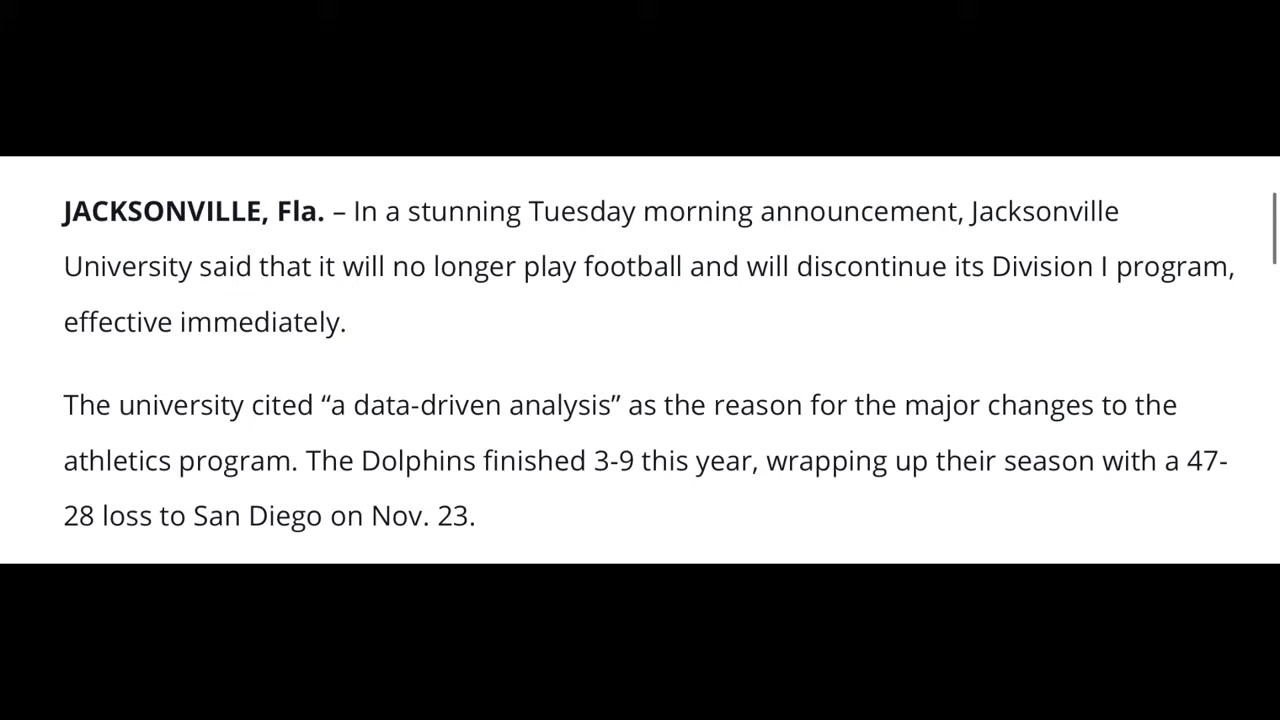 JACKSONVILLE, Fla. – In a stunning Tuesday morning announcement, Jacksonville
University said that it will no longer play football and will discontinue its Division I program,
effective immediately.
The university cited “a data-driven analysis” as the reason for the major changes to the
athletics program. The Dolphins finished 3-9 this year, wrapping up their season with a 47-
28 loss to San Diego on Nov. 23.